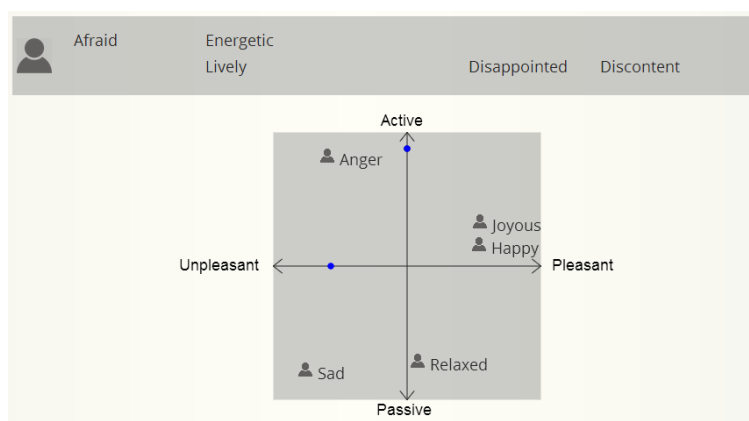 Afraid Energetic
Lively Disappointed Discontent
Active
Anger
Joyous
Happy
Unpleasant Pleasant
Relaxed
Sad
Passive